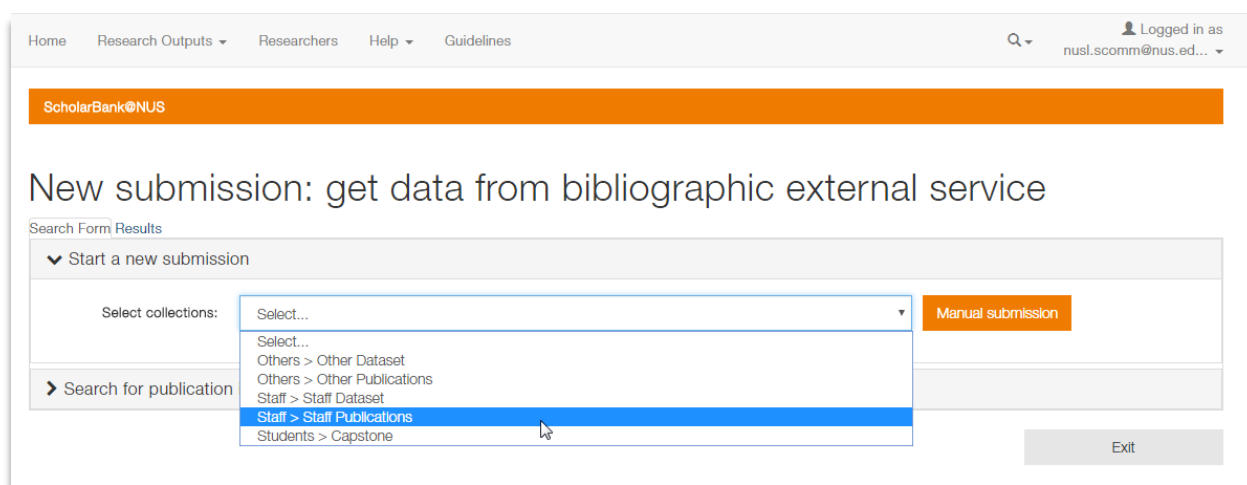 Home Research Outputs Researchers Help Guidelines Logged in as
nusl.scomm@nus.ed...
ScholarBank@NUS
New submission: get data from bibliographic external service
Search Form Results
Start a new submission
Select collections: Select... Manual submission
Select...
Others > Other Dataset
Others > Other Publications
Staff > Staff Dataset
Search for publication
Staff > Staff Publications
Students > Capstone
Exit